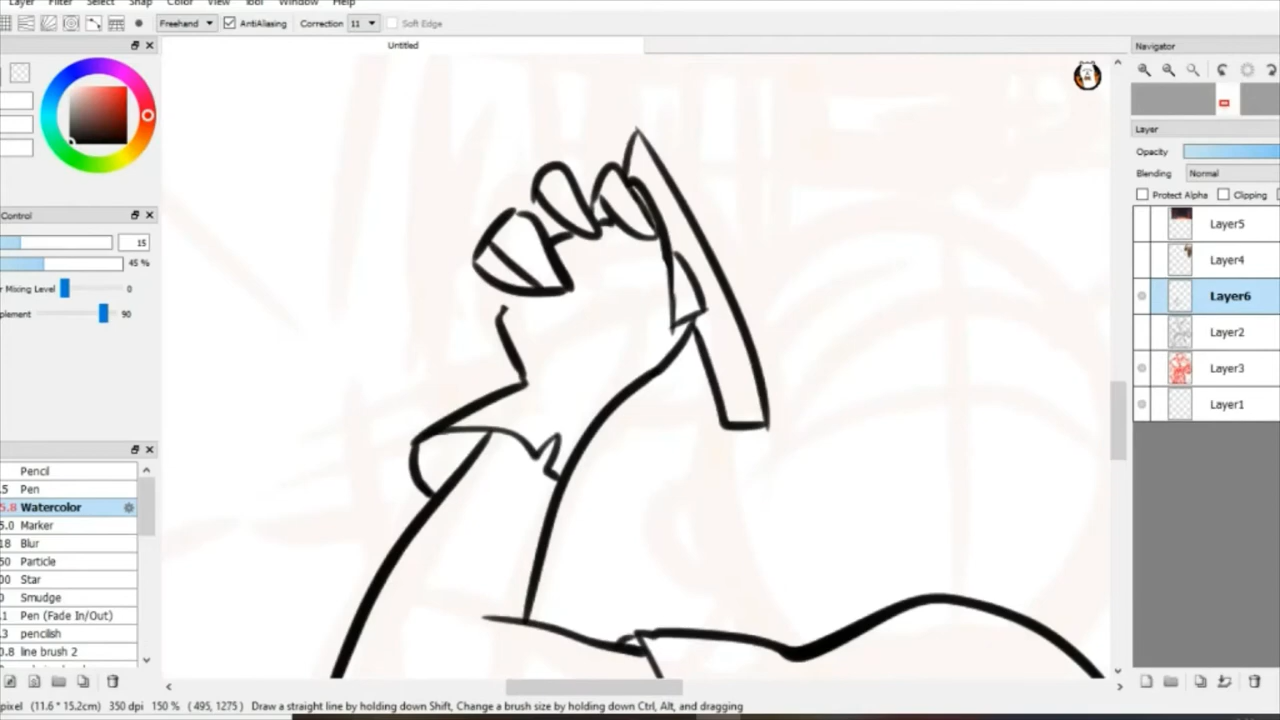 Layer Filter Select Snap Color View Tool Window Help
Freehand AntiAliasing Correction 11 Soft Edge
Untitled
Navigator
Layer
Opacity
Blending Normal
Protect Alpha Clipping
Layer5
Layer4
Layer6
Layer2
Layer3
Layer1
Control
15
45 %
r Mixing Level 0
plement 90
Pencil
.5 Pen
5.8 Watercolor
5.0 Marker
18 Blur
50 Particle
00 Star
0 Smudge
.1 Pen (Fade In/Out)
.3 pencilish
0.8 line brush 2
pixel (11.6 * 15.2cm) 350 dpi 150 % ( 495, 1275 ) Draw a straight line by holding down Shift, Change a brush size by holding down Ctrl, Alt, and dragging